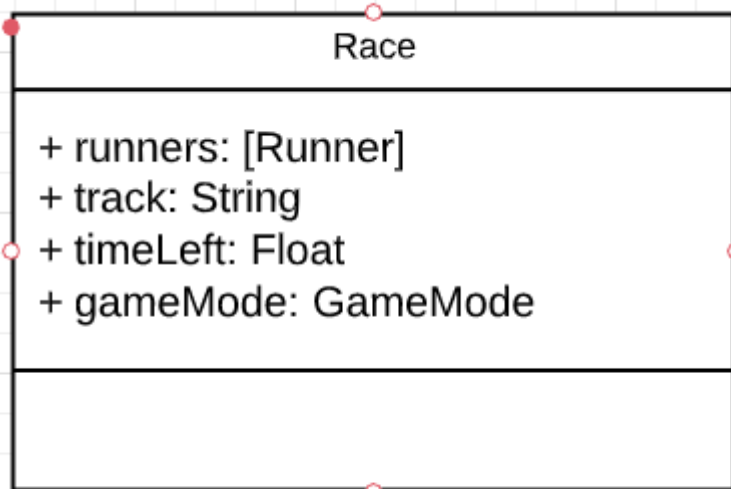 Race
+ runners: [Runner]
+ track: String
+ timeLeft: Float
+ gameMode: GameMode